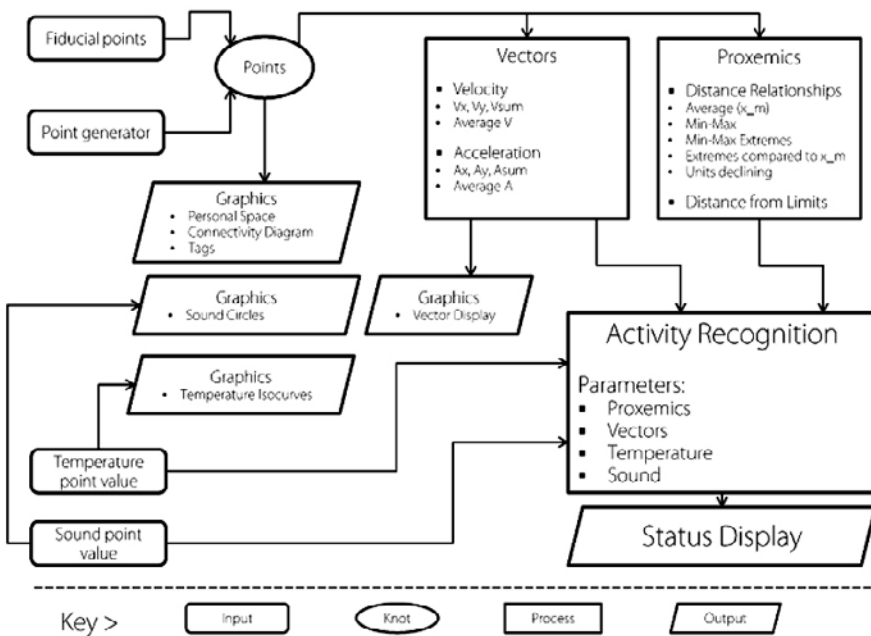 Fiducial points
Points
Point generator
Vectors
▪ Velocity
• Vx, Vy, Vsum
• Average V
▪ Acceleration
• Ax, Ay, Asum
• Average A
Proxemics
▪ Distance Relationships
• Average (x_m)
• Min-Max
• Min-Max Extremes
• Extremes compared to x_m
• Units declining
▪ Distance from Limits
Graphics
• Personal Space
• Connectivity Diagram
• Tags
Graphics
• Sound Circles
Graphics
• Vector Display
Graphics
• Temperature Isocurves
Activity Recognition
Parameters:
▪ Proxemics
▪ Vectors
▪ Temperature
▪ Sound
Temperature
point value
Sound point
value
Status Display
Key >
Input
Knot
Process
Output